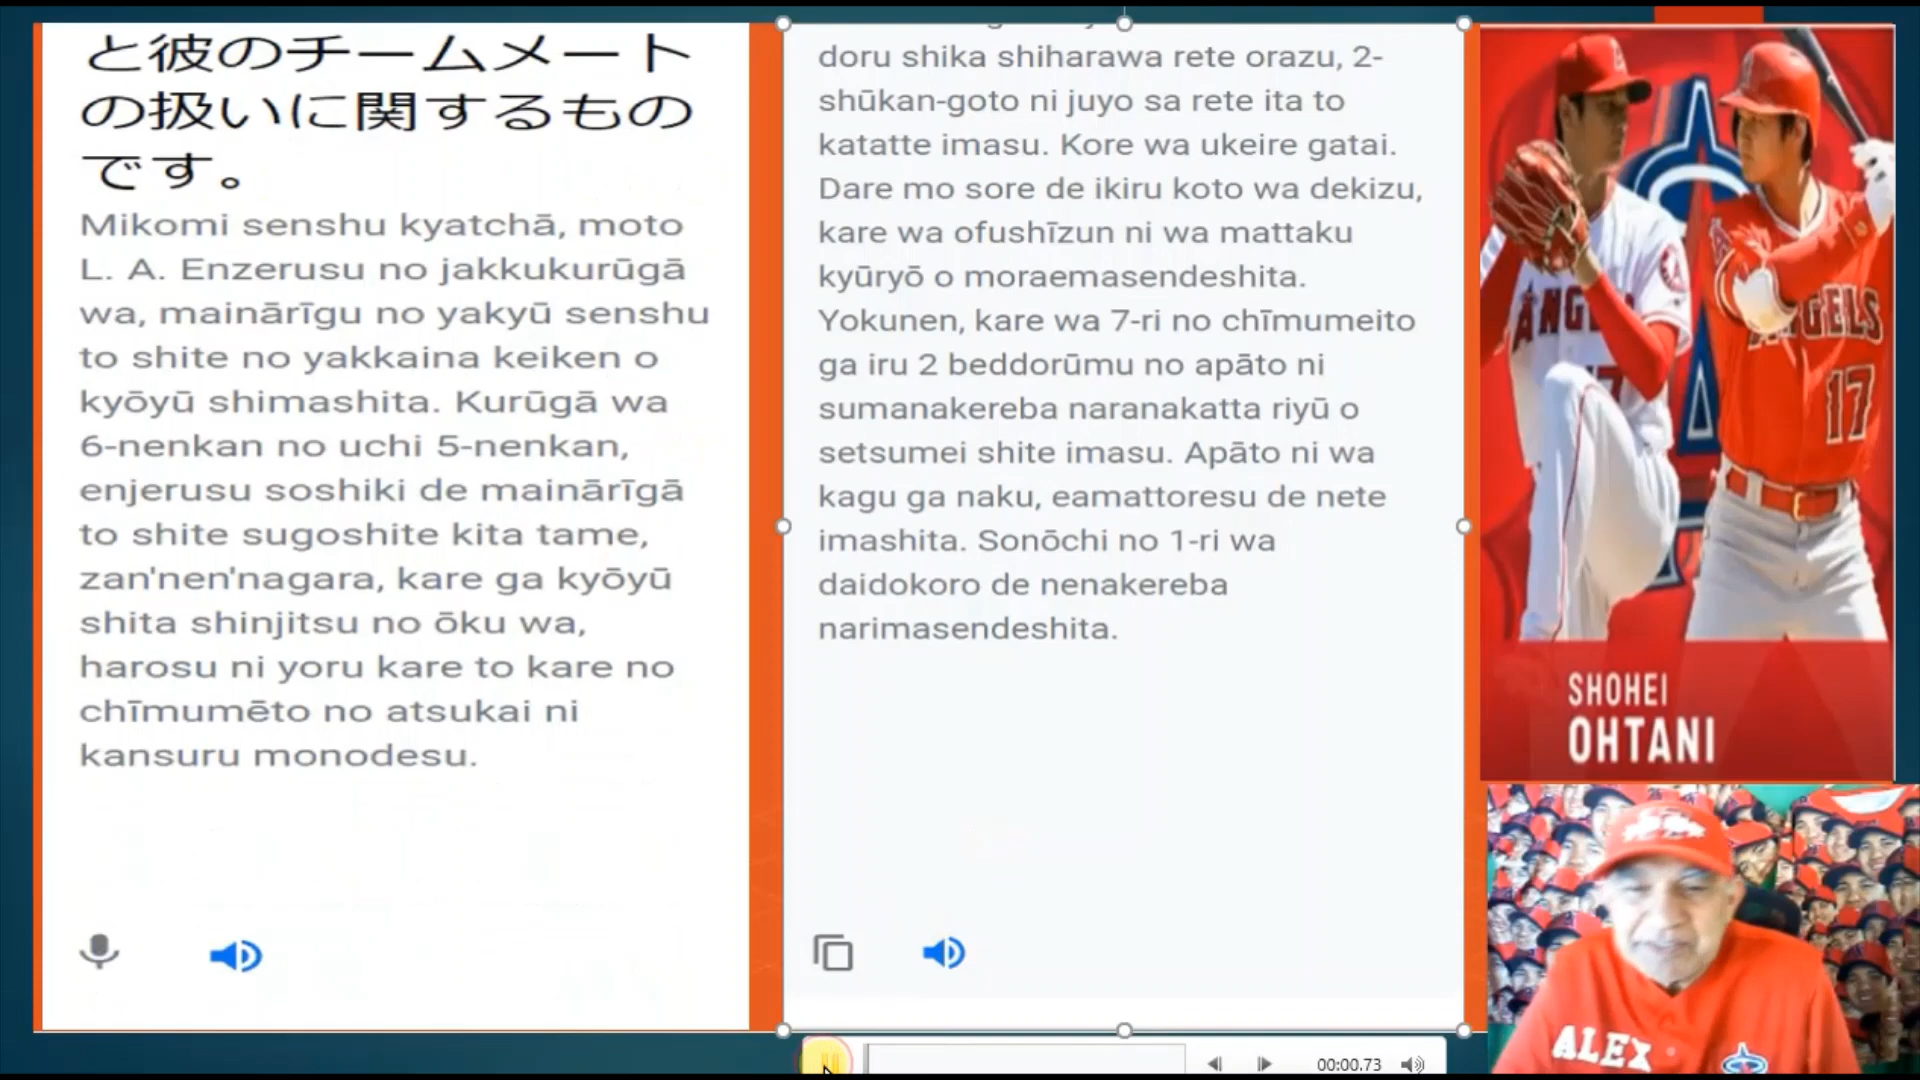 と彼のチームメート
の扱いに関するもの
です。
Mikomi senshu kyatchā, moto
L. A. Enzerusu no jakkukurūgā
wa, mainārīgu no yakyū senshu
to shite no yakkaina keiken o
kyōyū shimashita. Kurūgā wa
6-nenkan no uchi 5-nenkan,
enjerusu soshiki de mainārīgā
to shite sugoshite kita tame,
zan'nen'nagara, kare ga kyōyū
shita shinjitsu no ōku wa,
harosu ni yoru kare to kare no
chīmumēto no atsukai ni
kansuru monodesu.
doru shika shiharawa rete orazu, 2-
shūkan-goto ni juyo sa rete ita to
katatte imasu. Kore wa ukeire gatai.
Dare mo sore de ikiru koto wa dekizu,
kare wa ofushīzun ni wa mattaku
kyūryō o moraemasendeshita.
Yokunen, kare wa 7-ri no chīmumeito
ga iru 2 beddorūmu no apāto ni
sumanakereba naranakatta riyū o
setsumei shite imasu. Apāto ni wa
kagu ga naku, eamattoresu de nete
imashita. Sonōchi no 1-ri wa
daidokoro de nenakereba
narimasendeshita.
ANGELS
17
SHOHEI
OHTANI
ALEX
00:00.73